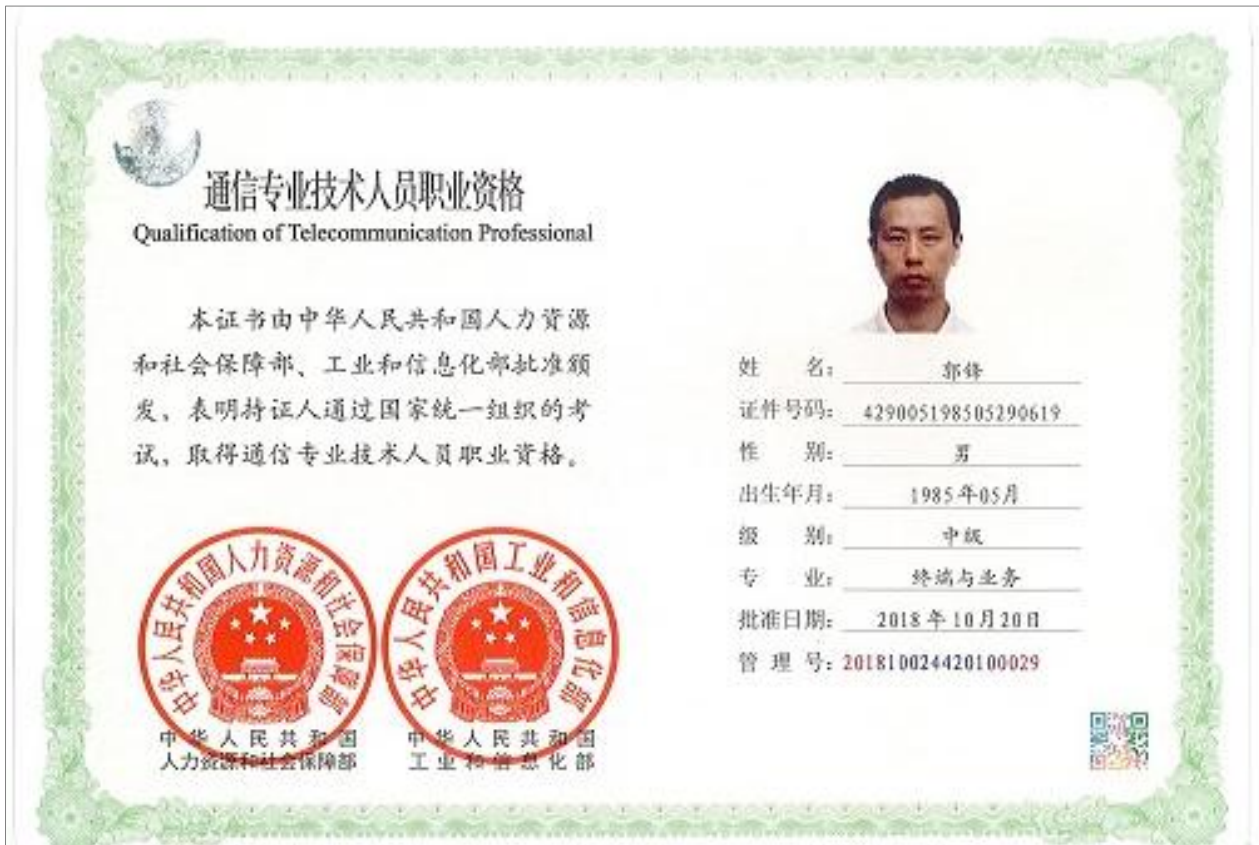 通信专业技术人员职业资格
Qualification of Telecommunication Professional
本证书由中华人民共和国人力资源
和社会保障部、工业和信息化部批准颁
发，表明持证人通过国家统一组织的考
试，取得通信专业技术人员职业资格。
中华人民共和国人力资源和社会保障部
中华人民共和国工业和信息化部
中华人民共和国
人力资源和社会保障部
中华人民共和国
工业和信息化部
姓 名：郭锋
证件号码：429005198505290619
性 别：男
出生年月：1985年05月
级 别：中级
专 业：终端与业务
批准日期：2018年10月20日
管 理 号：201810024420100029